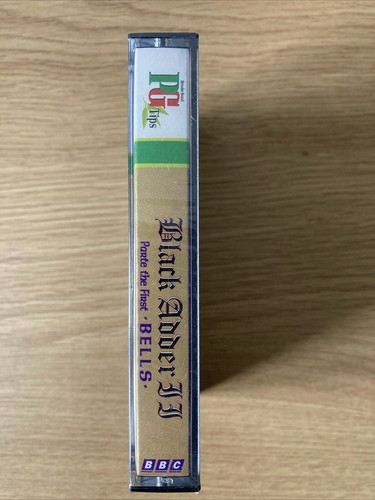 PG
Tips
Black Adder II
Parte the First 'BELLS'
BBC